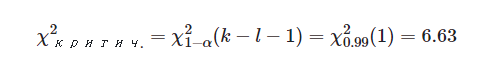 χ²критич. = χ²₁₋α(k − l − 1) = χ²₀.₉₉(1) = 6.63